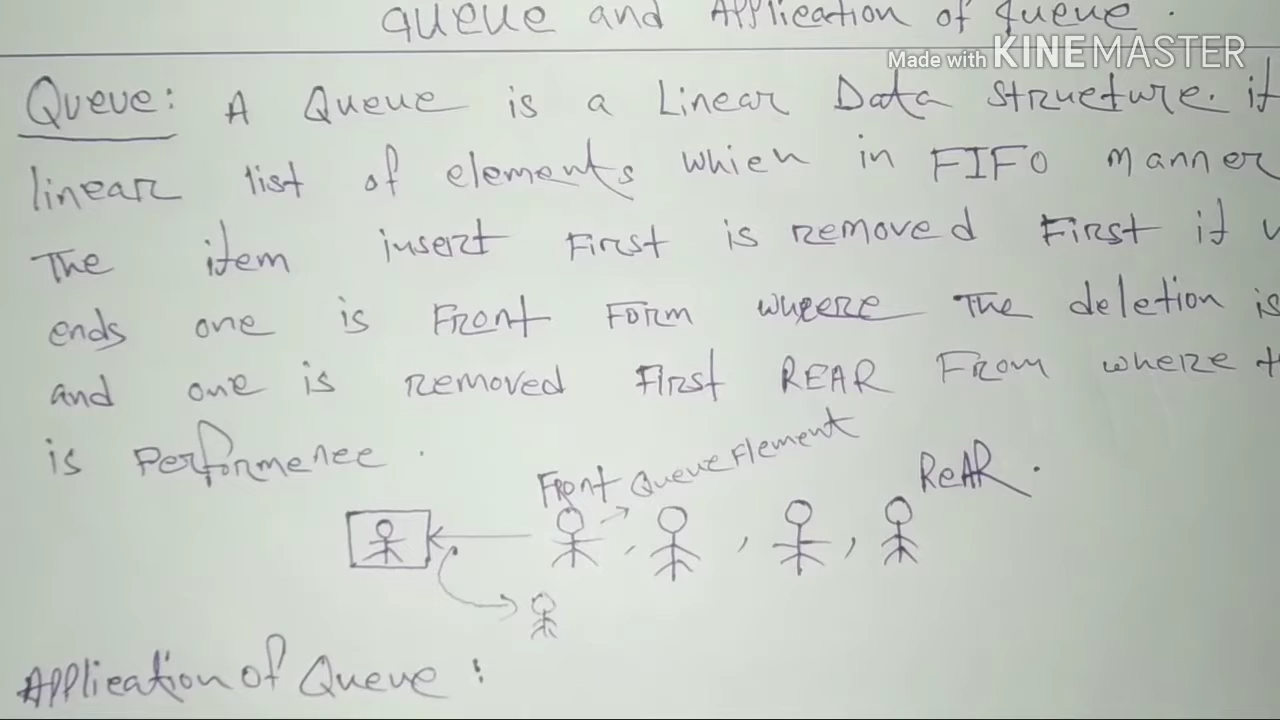 Queue and Application of Queue.
Made with KINEMASTER
Queue: A Queue is a Linear Data structure. it
linear list of elements which in FIFO manner
The item insert First is removed First it
ends one is Front Form where The deletion is
and one is removed First REAR From where
is Performence.
Front Queue Element
ReAR.
Application of Queue: